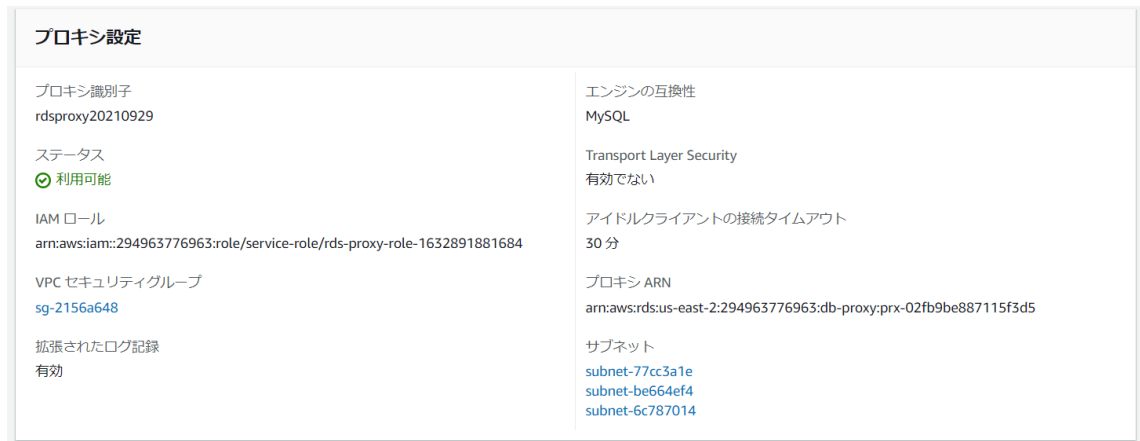 プロキシ設定
プロキシ識別子
rdsproxy20210929
ステータス
利用可能
IAM ロール
arn:aws:iam::294963776963:role/service-role/rds-proxy-role-1632891881684
VPC セキュリティグループ
sg-2156a648
拡張されたログ記録
有効
エンジンの互換性
MySQL
Transport Layer Security
有効でない
アイドルクライアントの接続タイムアウト
30 分
プロキシ ARN
arn:aws:rds:us-east-2:294963776963:db-proxy:prx-02fb9be887115f3d5
サブネット
subnet-77cc3a1e
subnet-be664ef4
subnet-6c787014